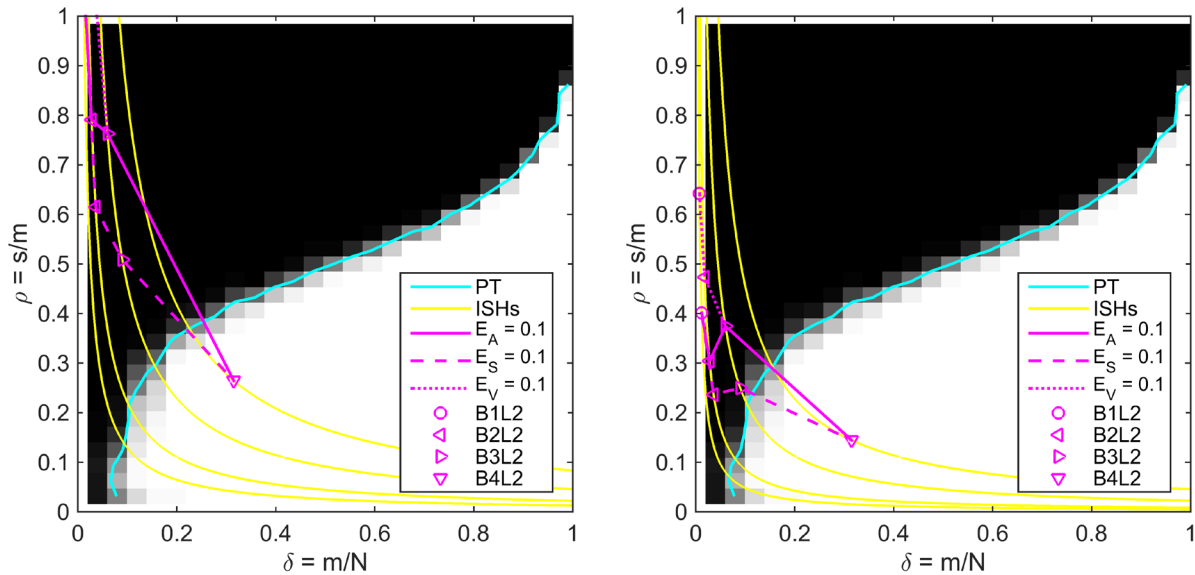 1
0.9
0.8
0.7
0.6
0.5
0.4
0.3
0.2
0.1
0
ρ = s/m
0 0.2 0.4 0.6 0.8 1
δ = m/N
PT
ISHs
E_A = 0.1
E_S = 0.1
E_V = 0.1
B1L2
B2L2
B3L2
B4L2
1
0.9
0.8
0.7
0.6
0.5
0.4
0.3
0.2
0.1
0
ρ = s/m
0 0.2 0.4 0.6 0.8 1
δ = m/N
PT
ISHs
E_A = 0.1
E_S = 0.1
E_V = 0.1
B1L2
B2L2
B3L2
B4L2